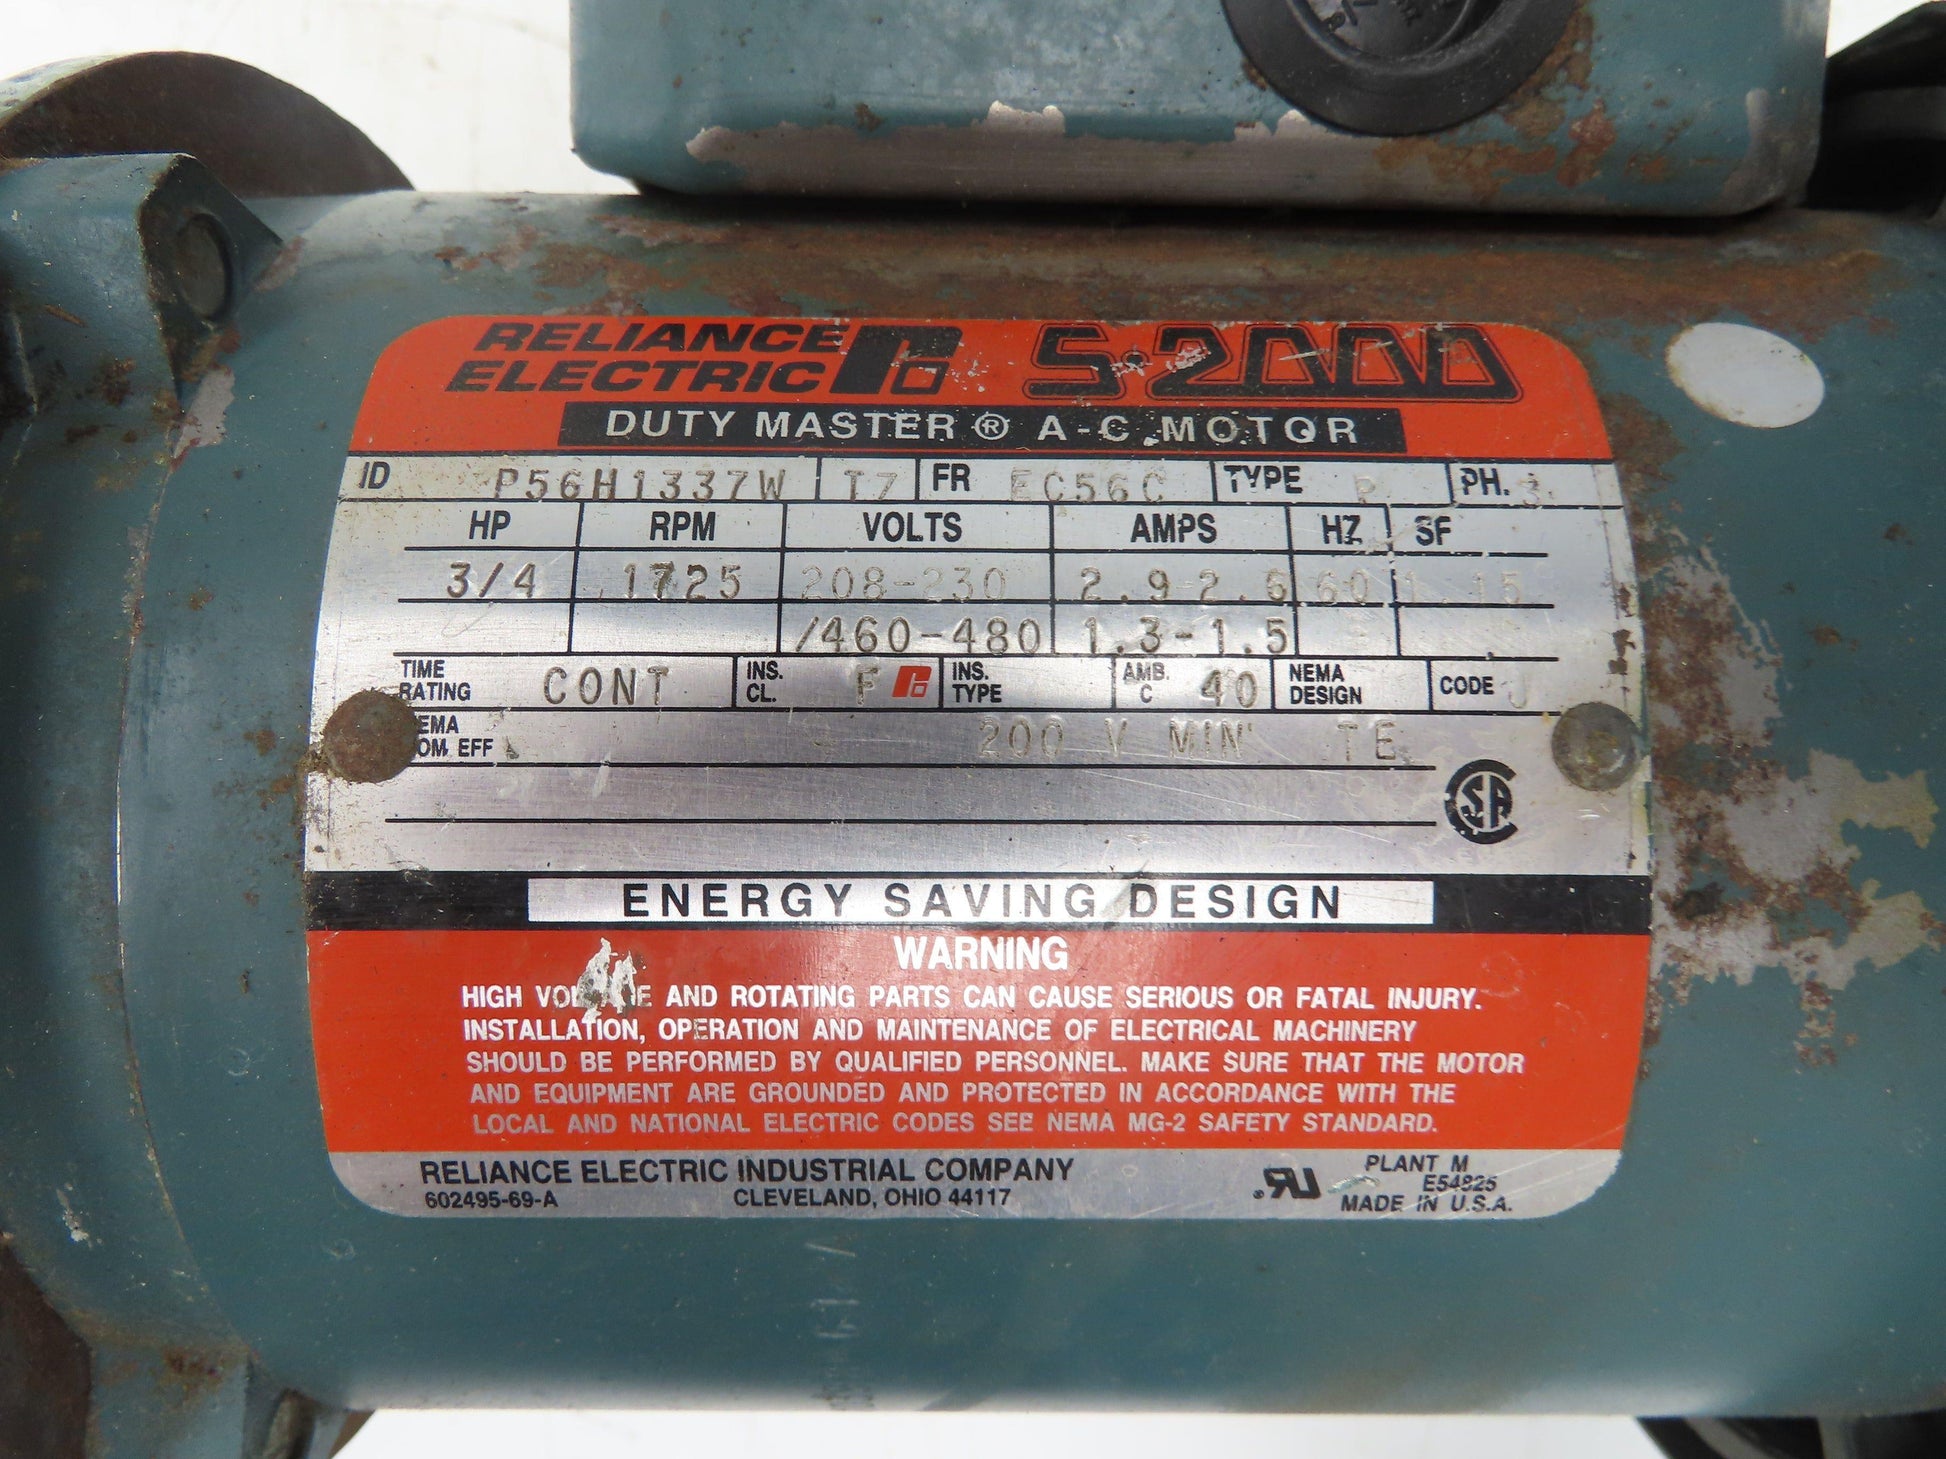 RELIANCE
ELECTRIC S-2000
DUTY MASTER ® A-C MOTOR
ID P56H1337W T7 FR EC56C TYPE P PH. 3
HP RPM VOLTS AMPS HZ SF
3/4 1725 208-230 2.9-2.6 60 1.15
/460-480 1.3-1.5
TIME RATING CONT INS. CL. F INS. TYPE AMB. C 40 NEMA DESIGN CODE J
EFF 200 V MIN' TE
CSA
ENERGY SAVING DESIGN
WARNING
HIGH AND ROTATING PARTS CAN CAUSE SERIOUS OR FATAL INJURY.
INSTALLATION, OPERATION AND MAINTENANCE OF ELECTRICAL MACHINERY
SHOULD BE PERFORMED BY QUALIFIED PERSONNEL. MAKE SURE THAT THE MOTOR
AND EQUIPMENT ARE GROUNDED AND PROTECTED IN ACCORDANCE WITH THE
LOCAL AND NATIONAL ELECTRIC CODES SEE NEMA MG-2 SAFETY STANDARD.
RELIANCE ELECTRIC INDUSTRIAL COMPANY
602495-69-A CLEVELAND, OHIO 44117
PLANT M
E54825
MADE IN U.S.A.